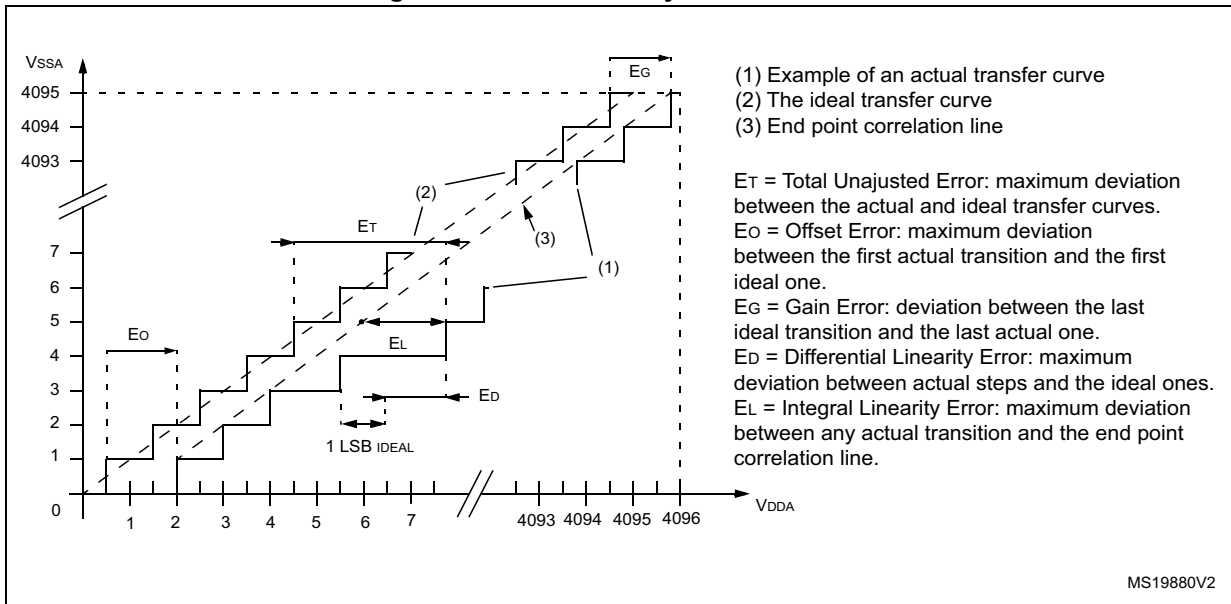 VSSA
EG
4095
4094
4093
(1) Example of an actual transfer curve
(2) The ideal transfer curve
(3) End point correlation line
ET = Total Unajusted Error: maximum deviation
between the actual and ideal transfer curves.
EO = Offset Error: maximum deviation
between the first actual transition and the first
ideal one.
EG = Gain Error: deviation between the last
ideal transition and the last actual one.
ED = Differential Linearity Error: maximum
deviation between actual steps and the ideal ones.
EL = Integral Linearity Error: maximum deviation
between any actual transition and the end point
correlation line.
(2)
ET
(3)
(1)
7
6
5
4
3
2
1
0
EO
EL
ED
1 LSB IDEAL
1 2 3 4 5 6 7 4093 4094 4095 4096
VDDA
MS19880V2